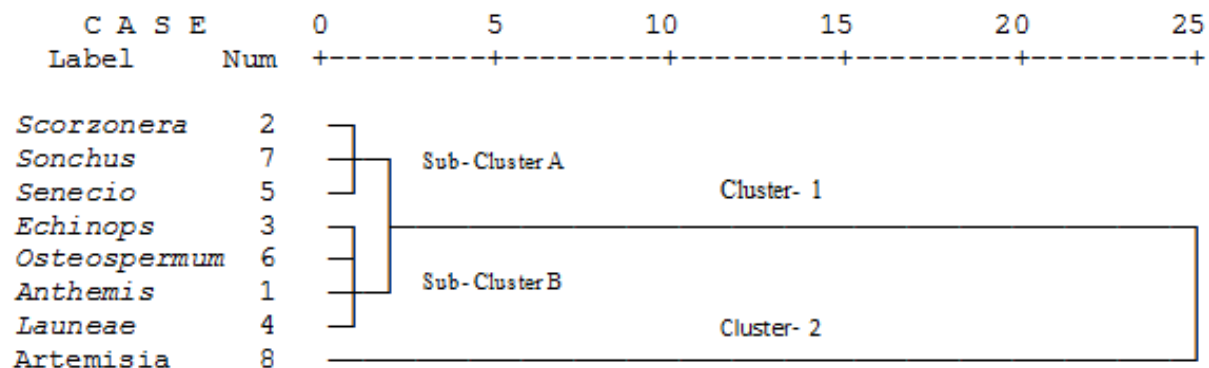 C A S E 0 5 10 15 20 25
Label Num +---------+---------+---------+---------+---------+
Scorzonera 2
Sonchus 7 Sub-Cluster A
Senecio 5 Cluster- 1
Echinops 3
Osteospermum 6
Anthemis 1 Sub-Cluster B
Launeae 4 Cluster- 2
Artemisia 8